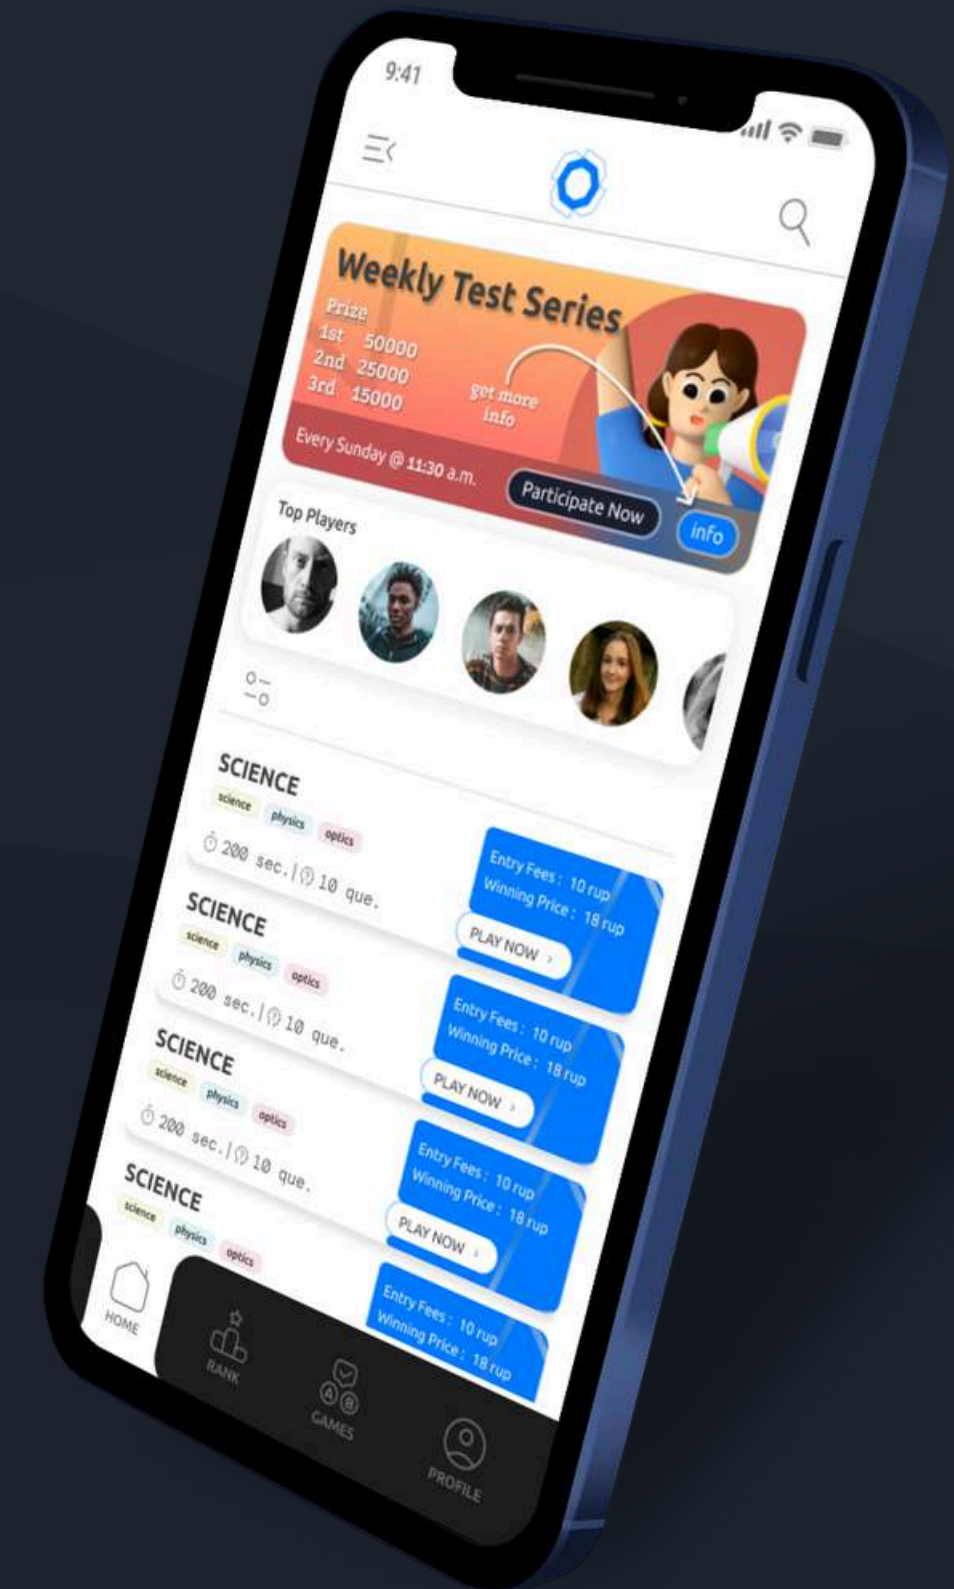 9:41
Weekly Test Series
Prize
1st 50000
2nd 25000
3rd 15000
get more
info
Every Sunday @ 11:30 a.m.
Participate Now
info
Top Players
SCIENCE
science physics optics
200 sec.| 10 que.
Entry Fees : 10 rup
Winning Price : 18 rup
PLAY NOW ›
SCIENCE
science physics optics
200 sec.| 10 que.
Entry Fees : 10 rup
Winning Price : 18 rup
PLAY NOW ›
SCIENCE
science physics optics
200 sec.| 10 que.
Entry Fees : 10 rup
Winning Price : 18 rup
PLAY NOW ›
SCIENCE
science physics optics
Entry Fees : 10 rup
Winning Price : 18 rup
HOME
RANK
A B
GAMES
PROFILE